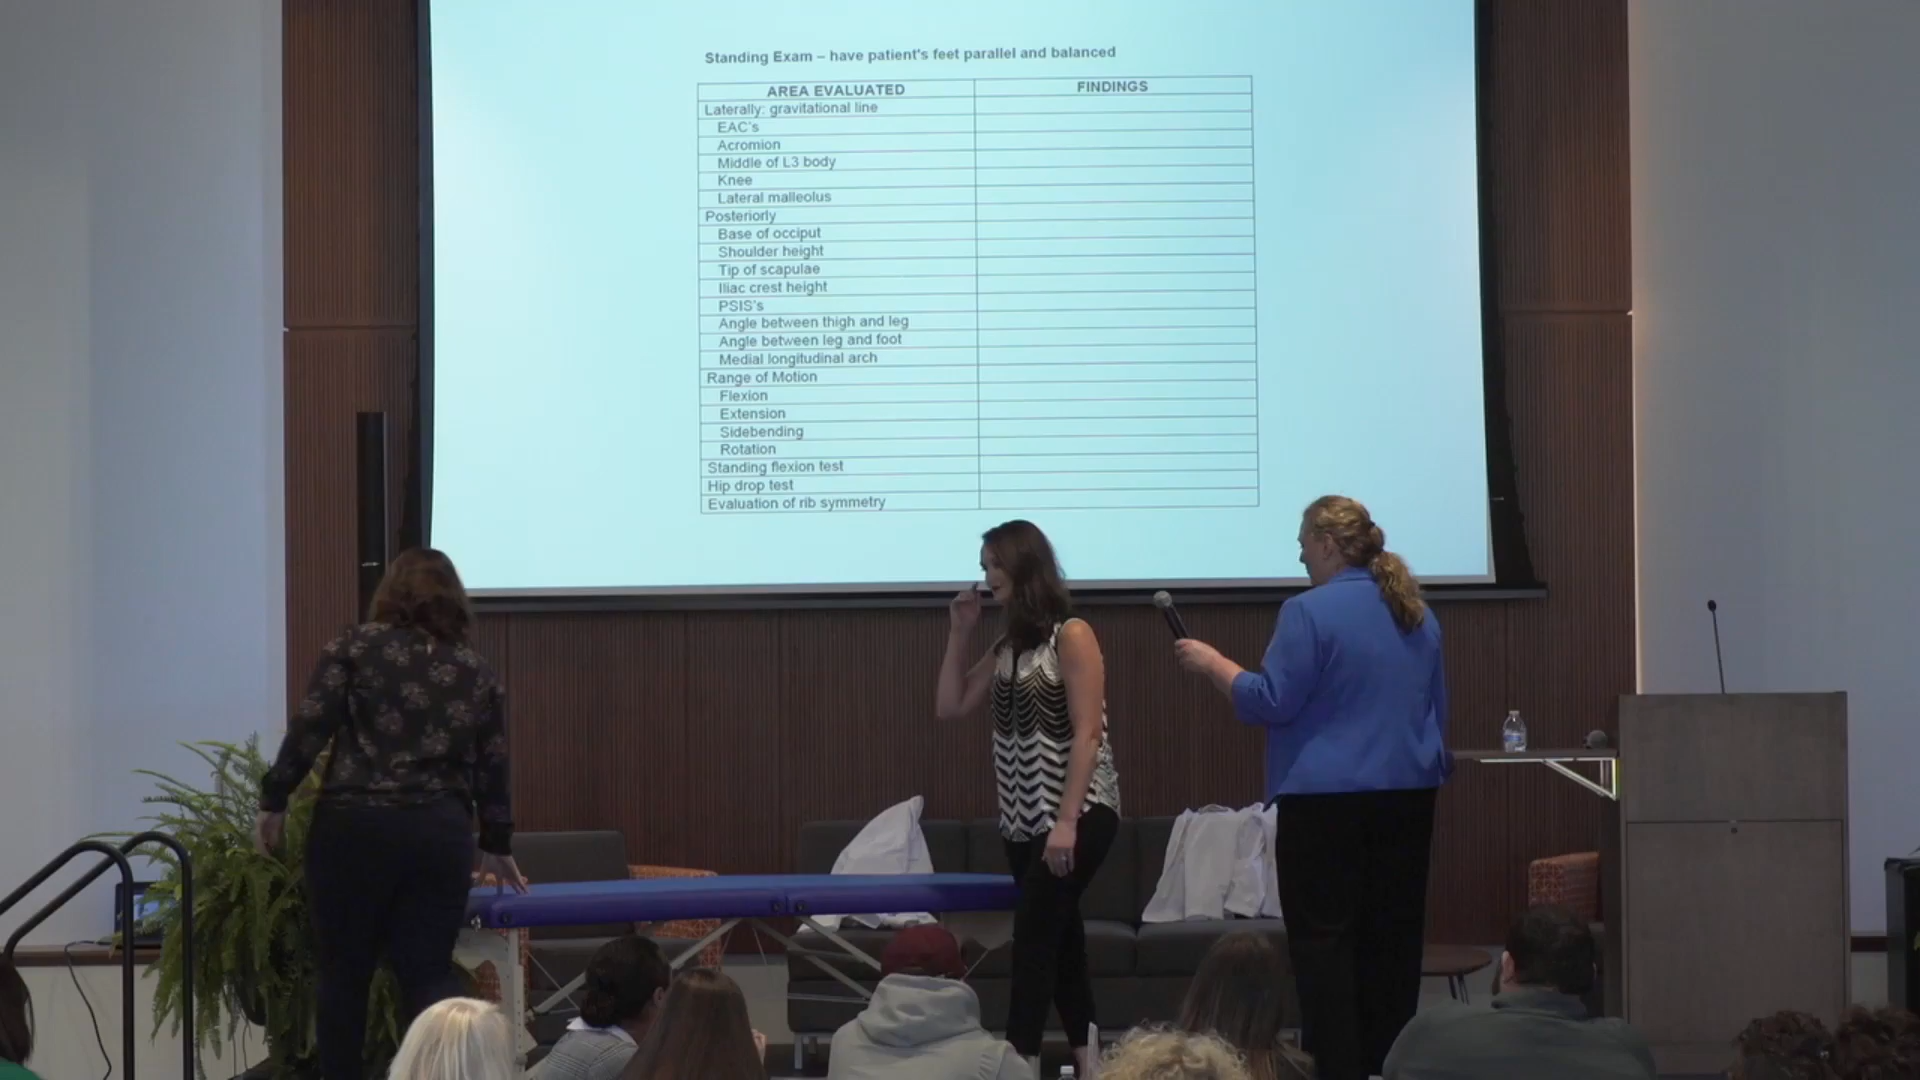 Standing Exam – have patient's feet parallel and balanced
AREA EVALUATED FINDINGS
Laterally: gravitational line
EAC's
Acromion
Middle of L3 body
Knee
Lateral malleolus
Posteriorly
Base of occiput
Shoulder height
Tip of scapulae
Iliac crest height
PSIS's
Angle between thigh and leg
Angle between leg and foot
Medial longitudinal arch
Range of Motion
Flexion
Extension
Sidebending
Rotation
Standing flexion test
Hip drop test
Evaluation of rib symmetry